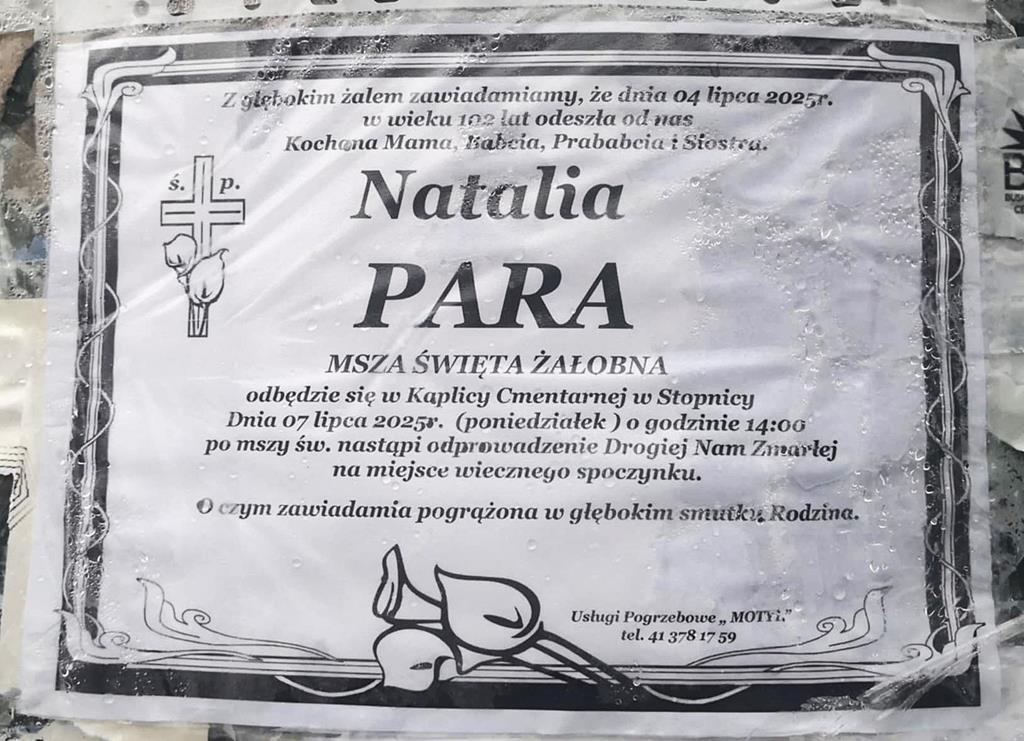 Z głębokim żalem zawiadamiamy, że dnia 04 lipca 2025r.
w wieku 102 lat odeszła od nas
Kochana Mama, Babcia, Prababcia i Siostra.
ś. p.
Natalia
PARA
MSZA ŚWIĘTA ŻAŁOBNA
odbędzie się w Kaplicy Cmentarnej w Stopnicy
Dnia 07 lipca 2025r. (poniedziałek ) o godzinie 14:00
po mszy św. nastąpi odprowadzenie Drogiej Nam Zmarłej
na miejsce wiecznego spoczynku.
O czym zawiadamia pogrążona w głębokim smutku Rodzina.
Usługi Pogrzebowe „ MOTYL”
tel. 41 378 17 59